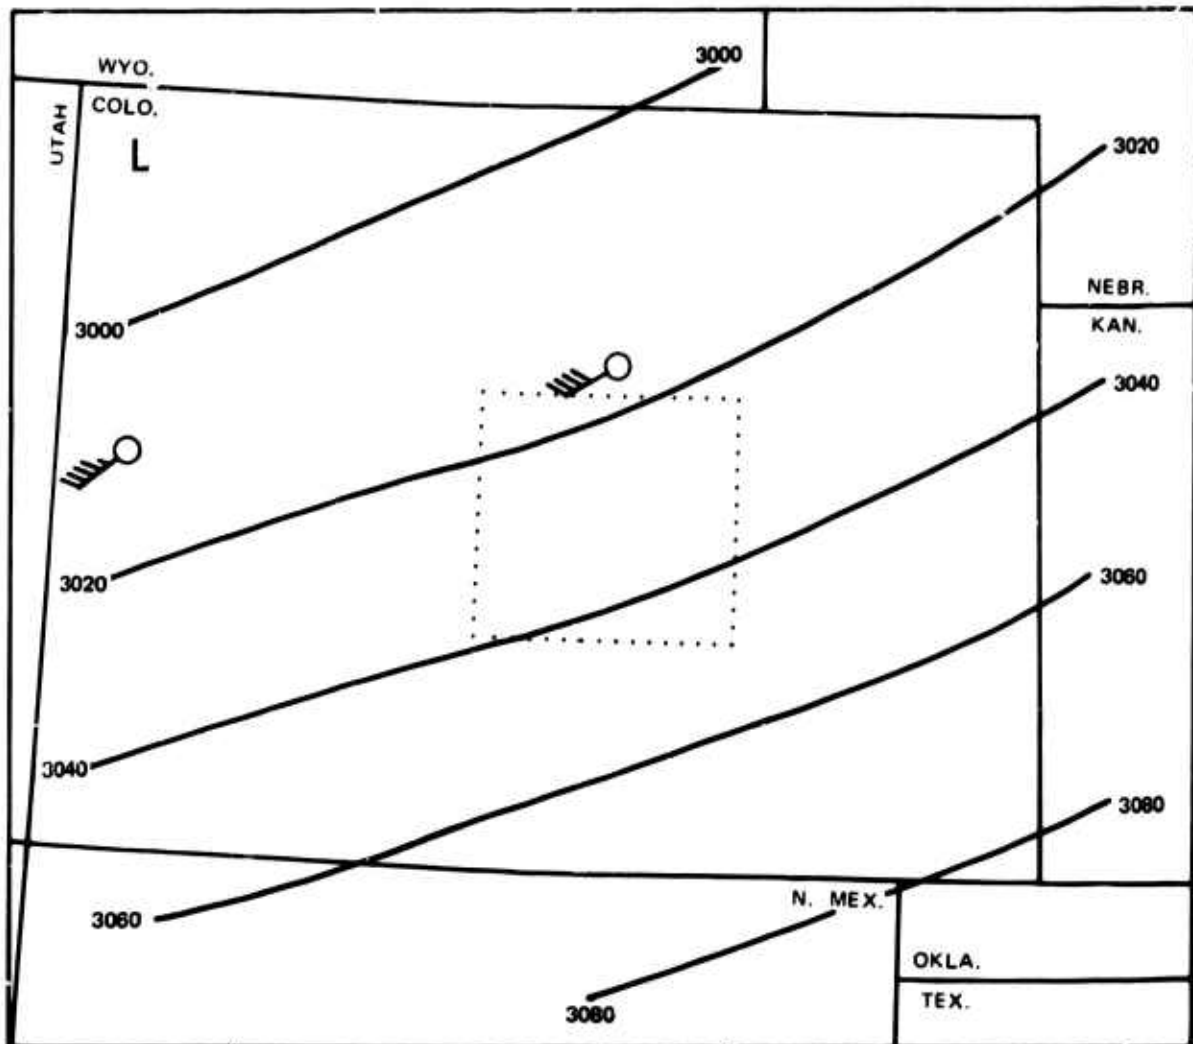 3000
WYO.
COLO.
UTAH
L
3020
NEBR.
KAN.
3000
3040
3020
3060
3040
3080
3060
N. MEX.
OKLA.
TEX.
3080